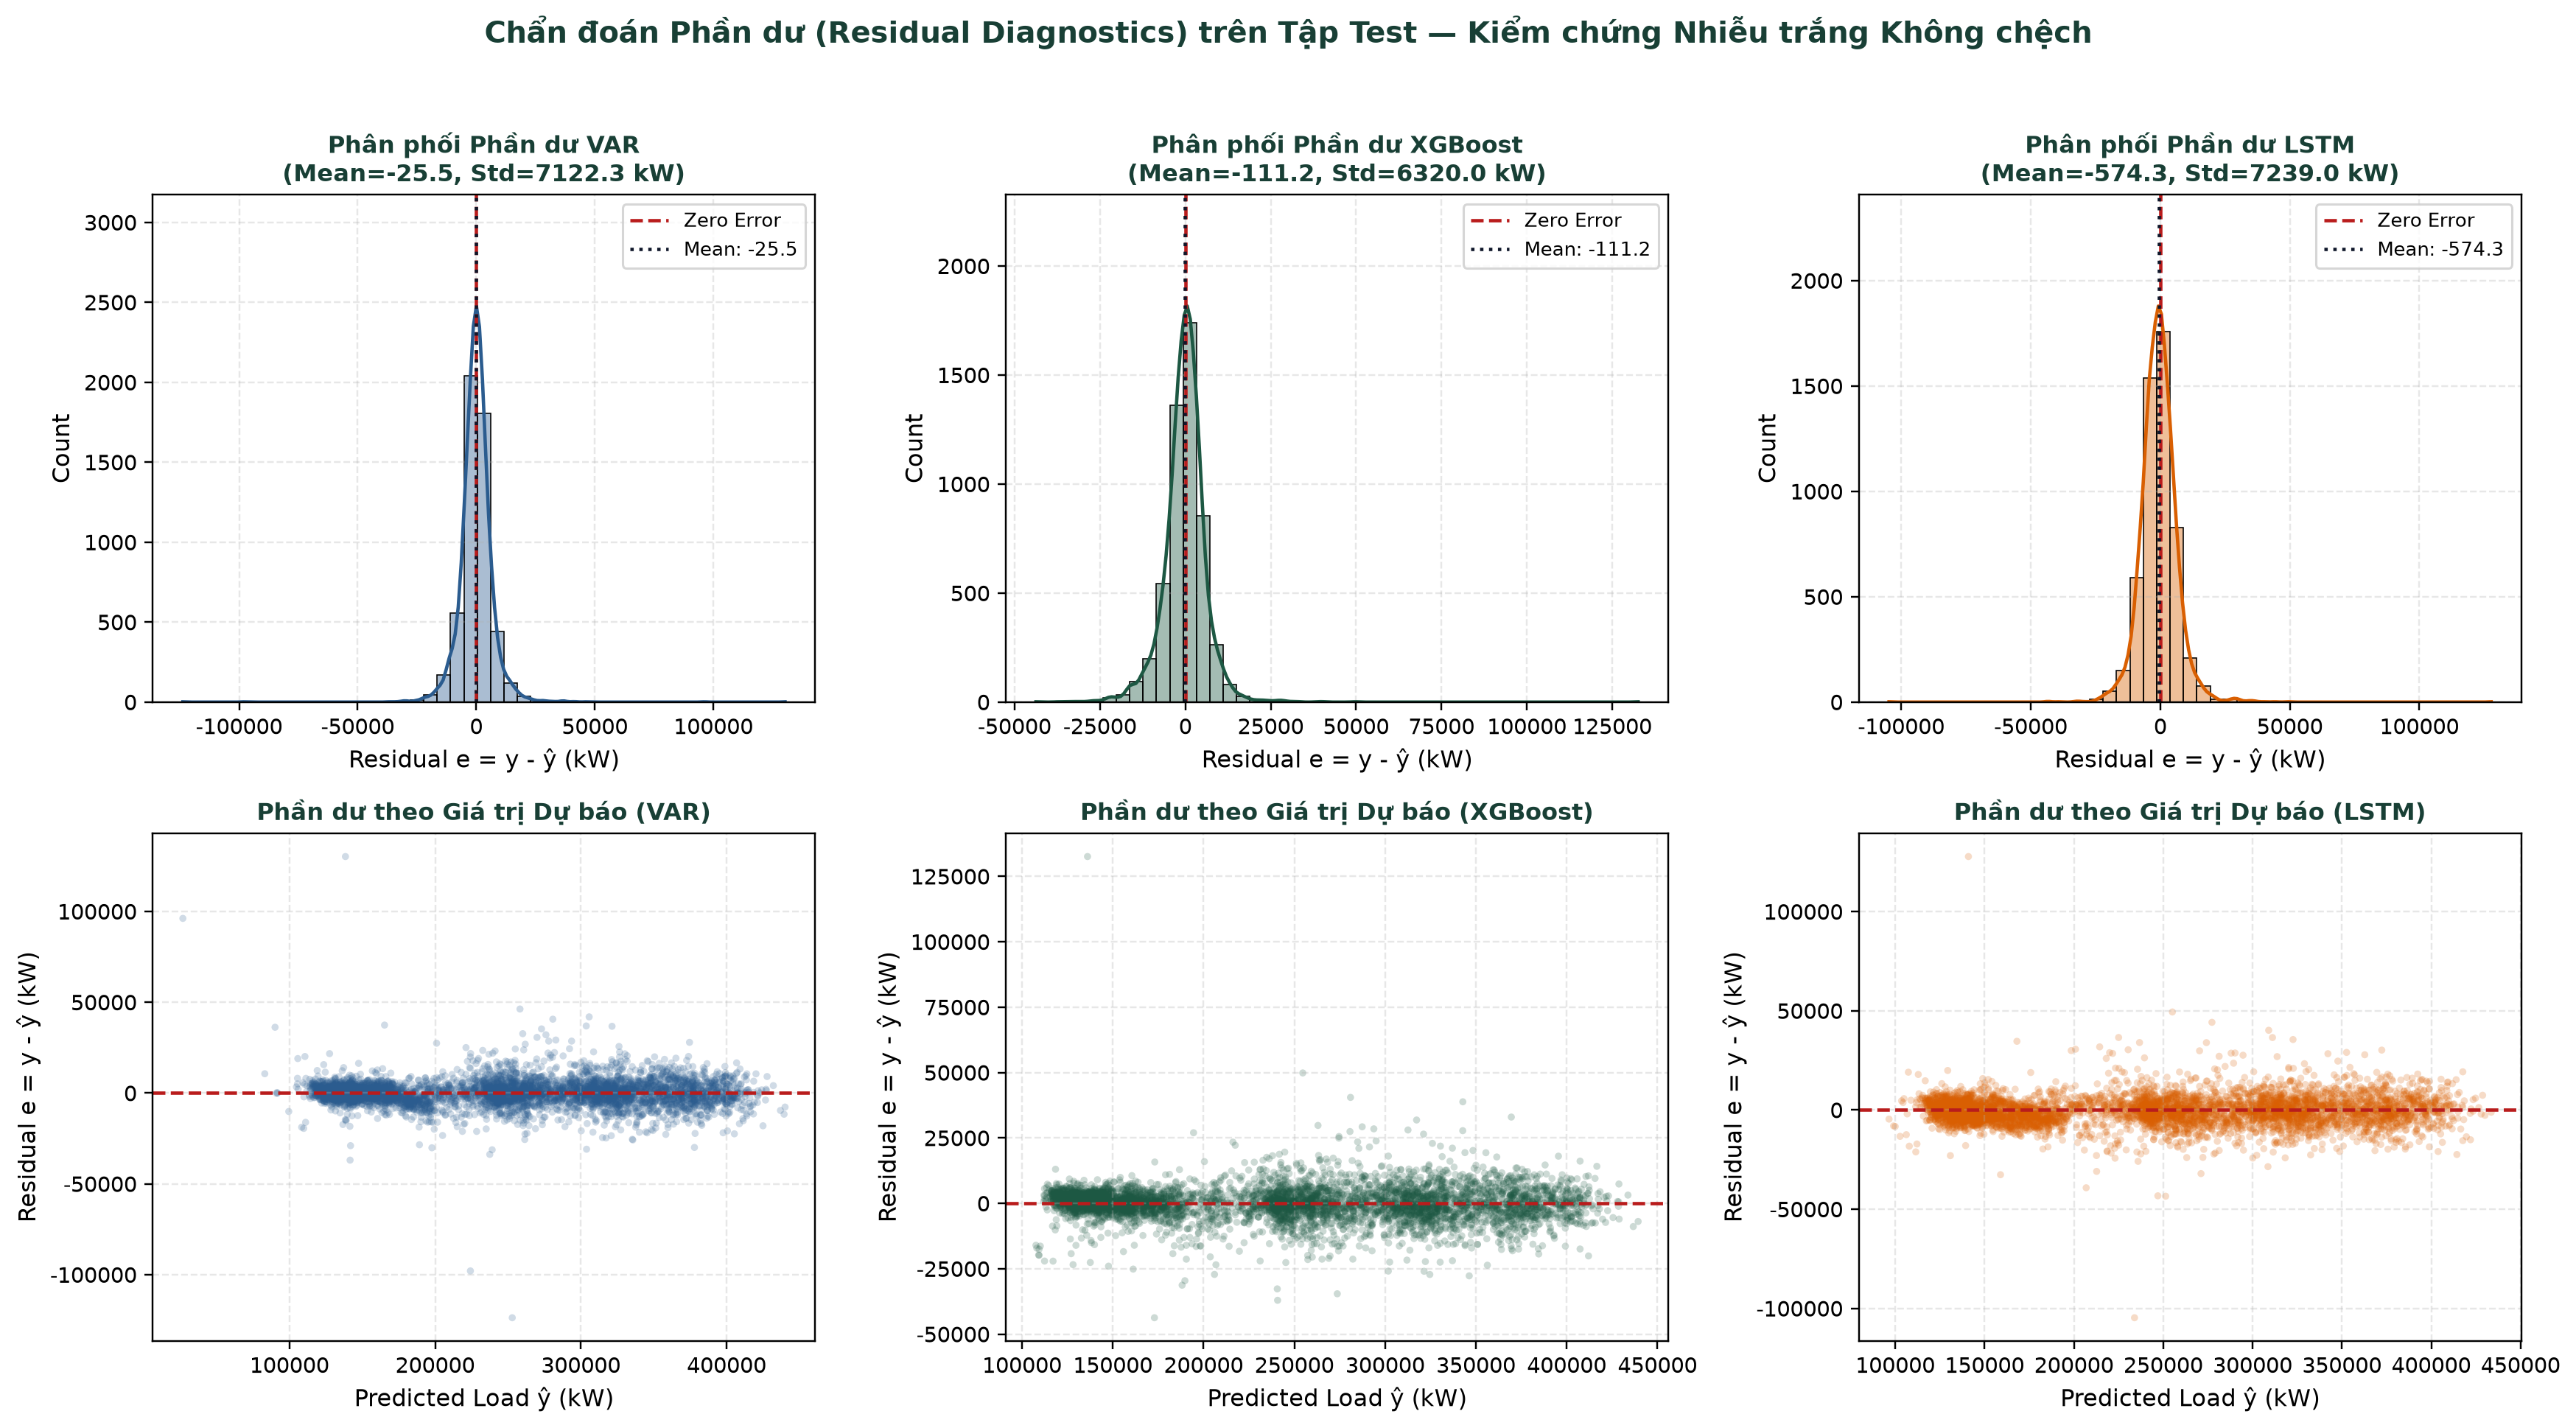 Chẩn đoán Phần dư (Residual Diagnostics) trên Tập Test — Kiểm chứng Nhiễu trắng Không chệch
Phân phối Phần dư VAR
(Mean=-25.5, Std=7122.3 kW)
3000
2500
2000
1500
1000
500
0
Count
Zero Error
Mean: -25.5
-100000 -50000 0 50000 100000
Residual e = y - ŷ (kW)
Phân phối Phần dư XGBoost
(Mean=-111.2, Std=6320.0 kW)
2000
1500
1000
500
0
Count
Zero Error
Mean: -111.2
-50000 -25000 0 25000 50000 75000 100000 125000
Residual e = y - ŷ (kW)
Phân phối Phần dư LSTM
(Mean=-574.3, Std=7239.0 kW)
2000
1500
1000
500
0
Count
Zero Error
Mean: -574.3
-100000 -50000 0 50000 100000
Residual e = y - ŷ (kW)
Phần dư theo Giá trị Dự báo (VAR)
100000
50000
0
-50000
-100000
Residual e = y - ŷ (kW)
100000 200000 300000 400000
Predicted Load ŷ (kW)
Phần dư theo Giá trị Dự báo (XGBoost)
125000
100000
75000
50000
25000
0
-25000
-50000
Residual e = y - ŷ (kW)
100000 150000 200000 250000 300000 350000 400000 450000
Predicted Load ŷ (kW)
Phần dư theo Giá trị Dự báo (LSTM)
100000
50000
0
-50000
-100000
Residual e = y - ŷ (kW)
100000 150000 200000 250000 300000 350000 400000 450000
Predicted Load ŷ (kW)